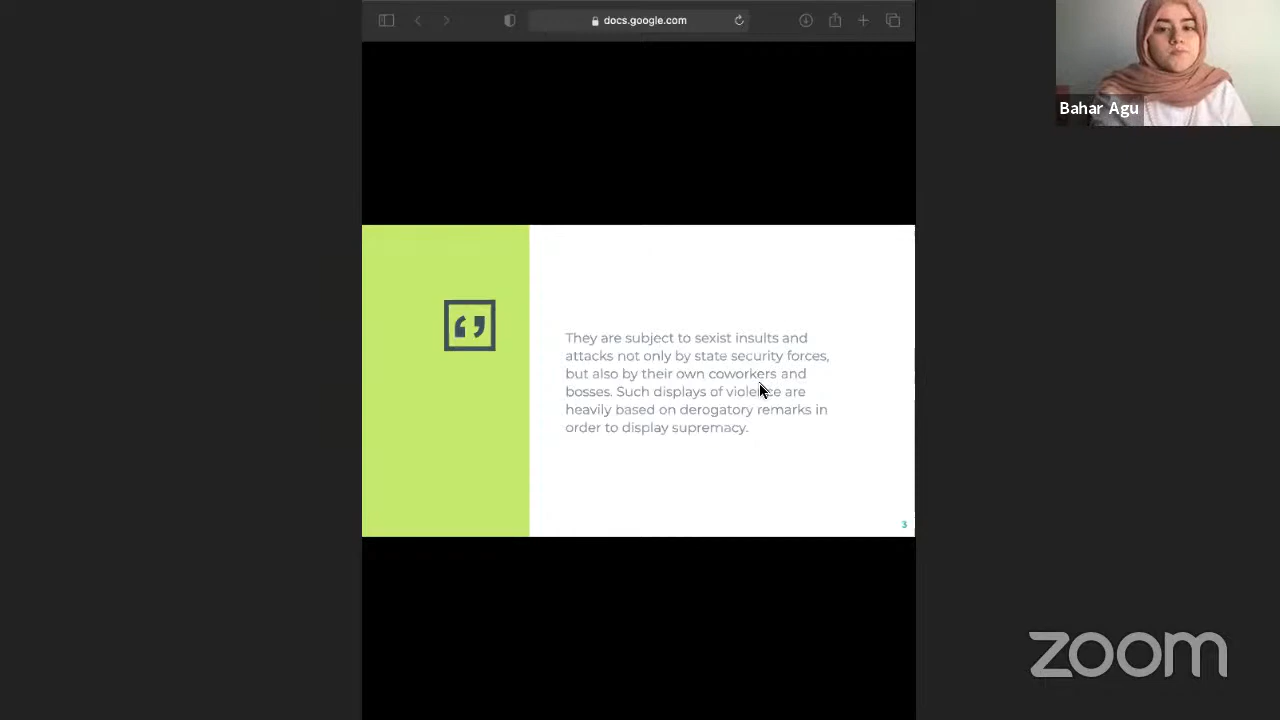 docs.google.com
Bahar Agu
They are subject to sexist insults and
attacks not only by state security forces,
but also by their own coworkers and
bosses. Such displays of violence are
heavily based on derogatory remarks in
order to display supremacy.
3
zoom